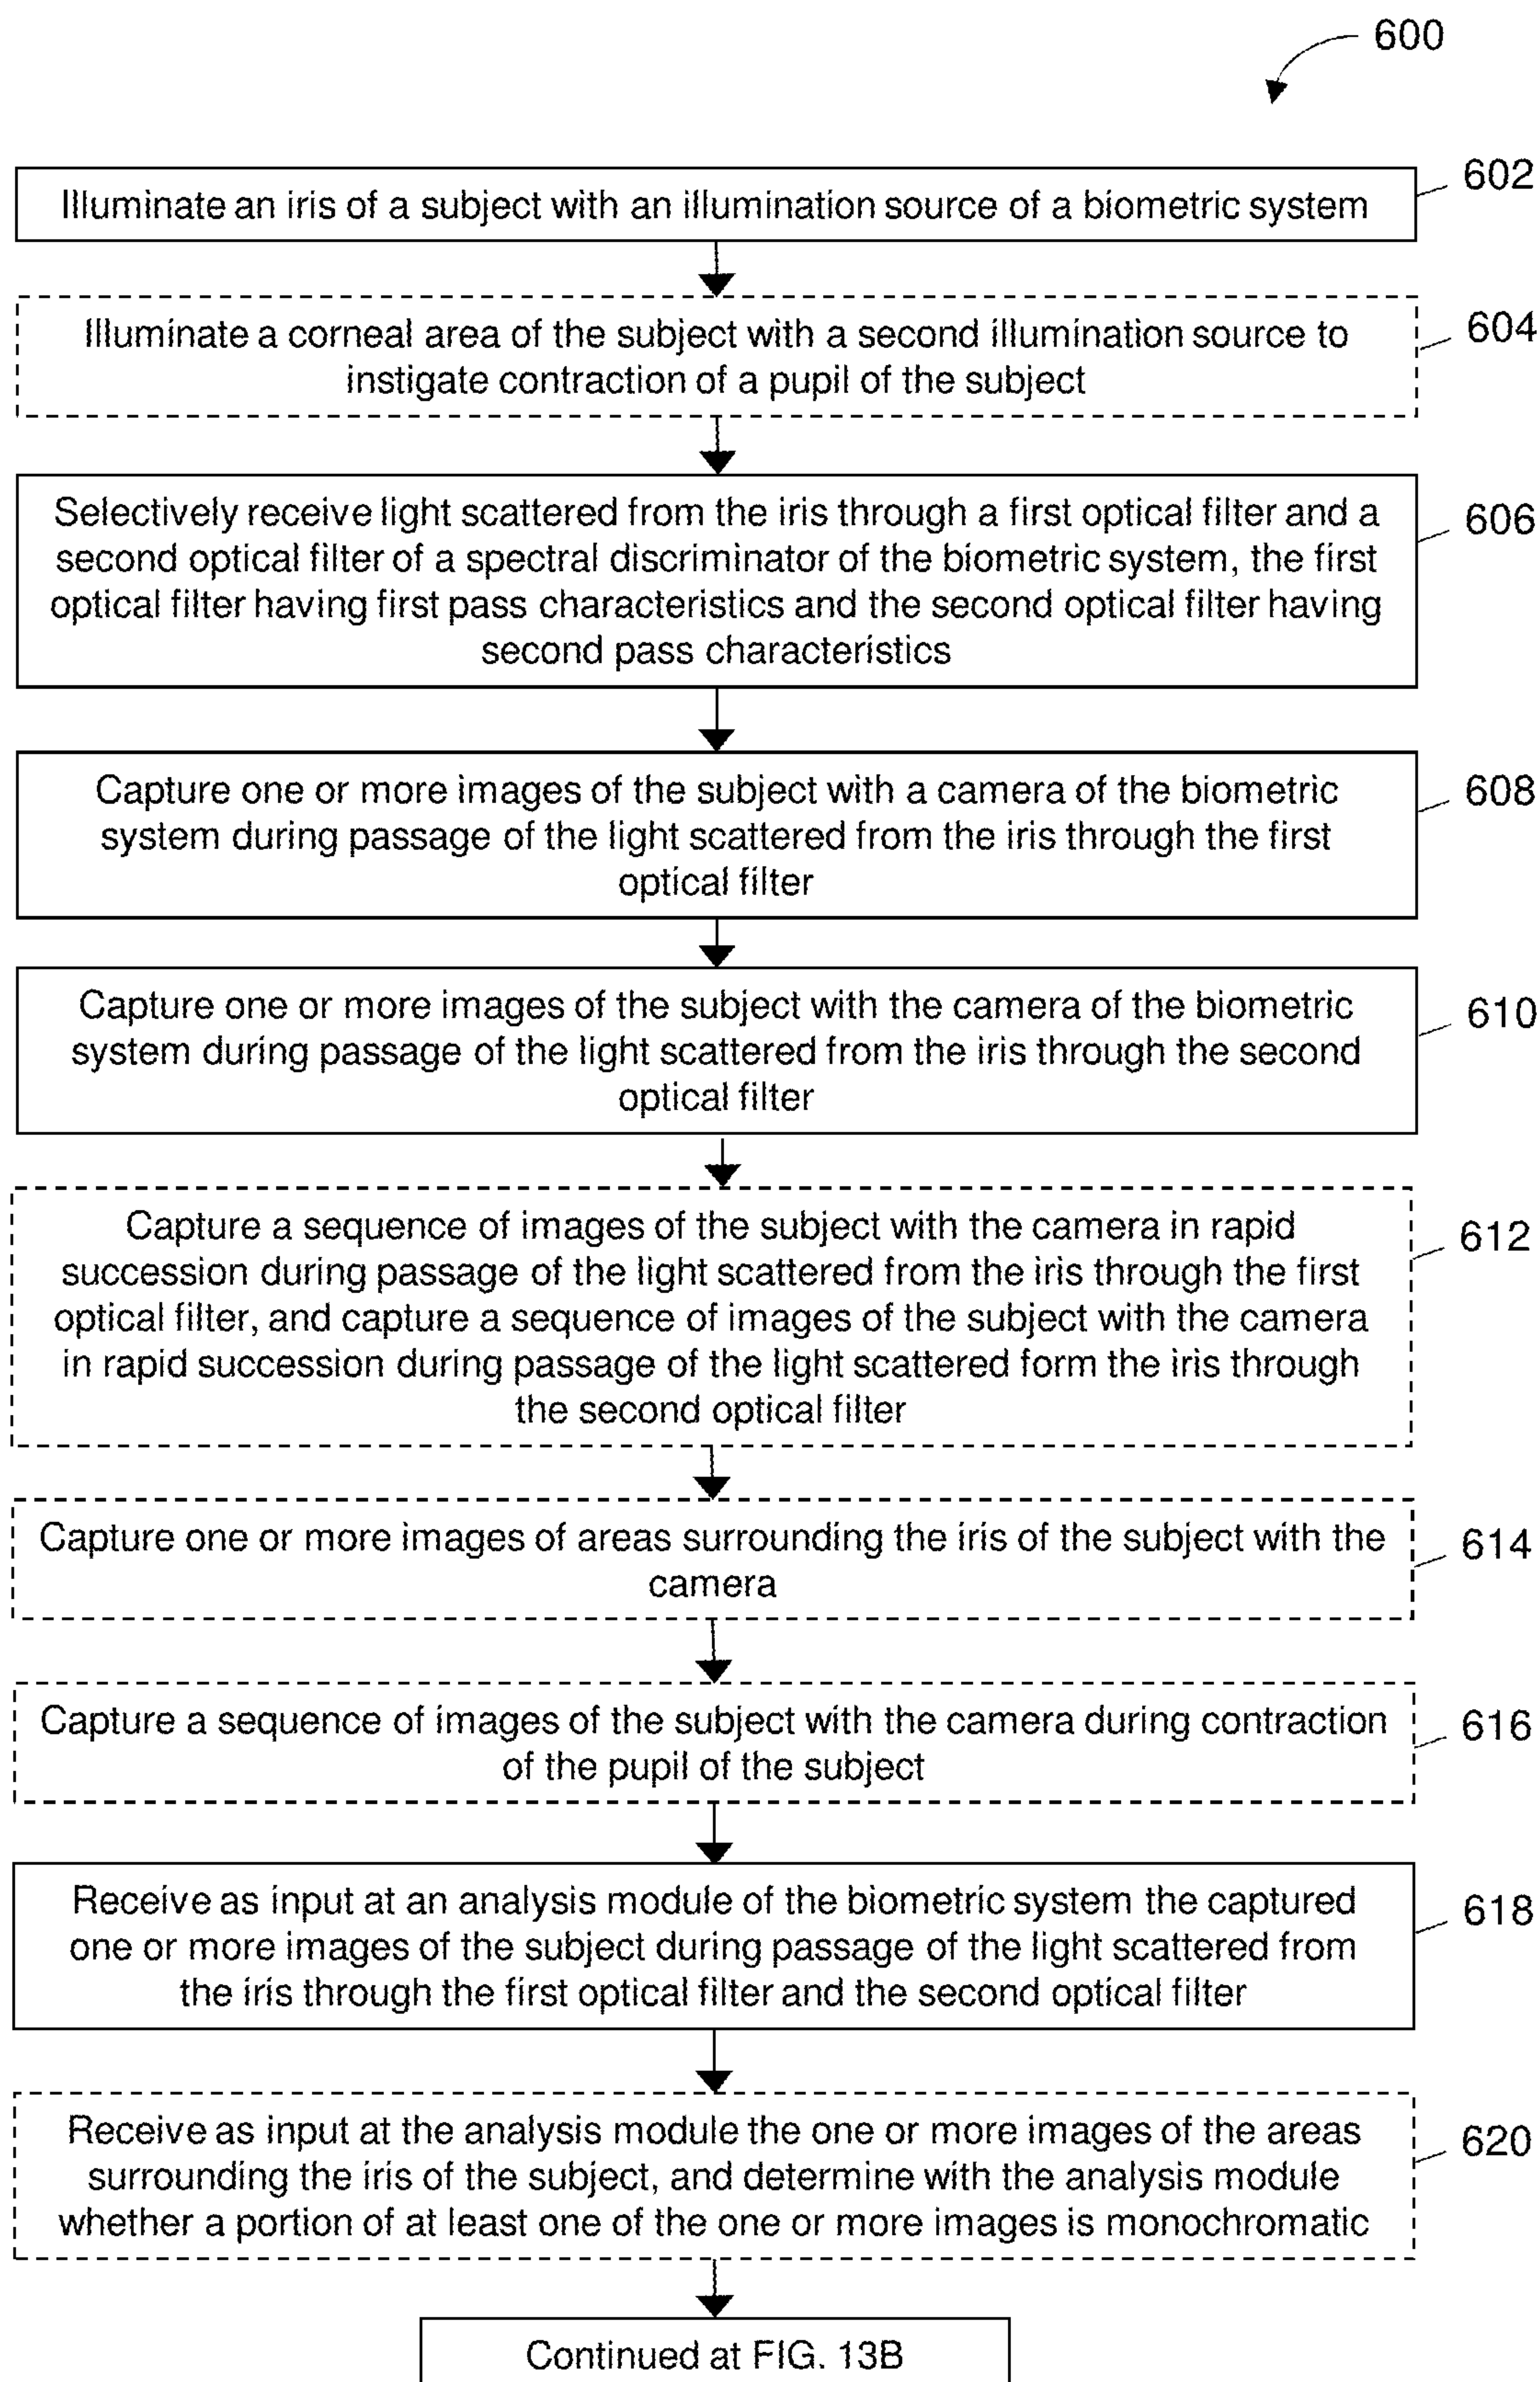 600
602
Illuminate an iris of a subject with an illumination source of a biometric system
604
Illuminate a corneal area of the subject with a second illumination source to
instigate contraction of a pupil of the subject
606
Selectively receive light scattered from the iris through a first optical filter and a
second optical filter of a spectral discriminator of the biometric system, the first
optical filter having first pass characteristics and the second optical filter having
second pass characteristics
608
Capture one or more images of the subject with a camera of the biometric
system during passage of the light scattered from the iris through the first
optical filter
610
Capture one or more images of the subject with the camera of the biometric
system during passage of the light scattered from the iris through the second
optical filter
612
Capture a sequence of images of the subject with the camera in rapid
succession during passage of the light scattered from the iris through the first
optical filter, and capture a sequence of images of the subject with the camera
in rapid succession during passage of the light scattered form the iris through
the second optical filter
614
Capture one or more images of areas surrounding the iris of the subject with the
camera
616
Capture a sequence of images of the subject with the camera during contraction
of the pupil of the subject
618
Receive as input at an analysis module of the biometric system the captured
one or more images of the subject during passage of the light scattered from
the iris through the first optical filter and the second optical filter
620
Receive as input at the analysis module the one or more images of the areas
surrounding the iris of the subject, and determine with the analysis module
whether a portion of at least one of the one or more images is monochromatic
Continued at FIG. 13B